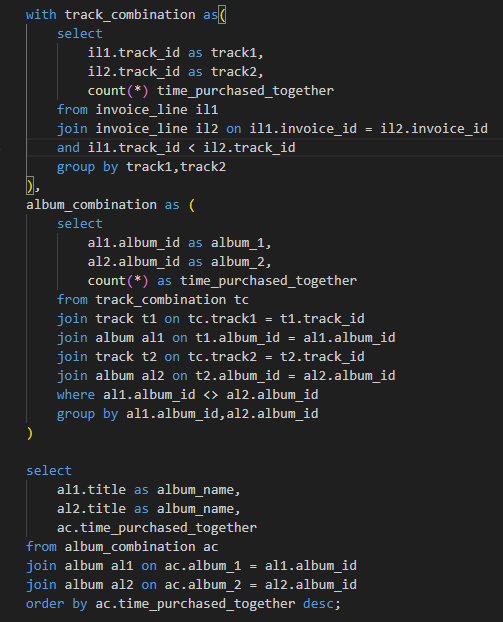 with track_combination as(
select
il1.track_id as track1,
il2.track_id as track2,
count(*) time_purchased_together
from invoice_line il1
join invoice_line il2 on il1.invoice_id = il2.invoice_id
and il1.track_id < il2.track_id
group by track1,track2
),
album_combination as (
select
al1.album_id as album_1,
al2.album_id as album_2,
count(*) as time_purchased_together
from track_combination tc
join track t1 on tc.track1 = t1.track_id
join album al1 on t1.album_id = al1.album_id
join track t2 on tc.track2 = t2.track_id
join album al2 on t2.album_id = al2.album_id
where al1.album_id <> al2.album_id
group by al1.album_id,al2.album_id
)
select
al1.title as album_name,
al2.title as album_name,
ac.time_purchased_together
from album_combination ac
join album al1 on ac.album_1 = al1.album_id
join album al2 on ac.album_2 = al2.album_id
order by ac.time_purchased_together desc;